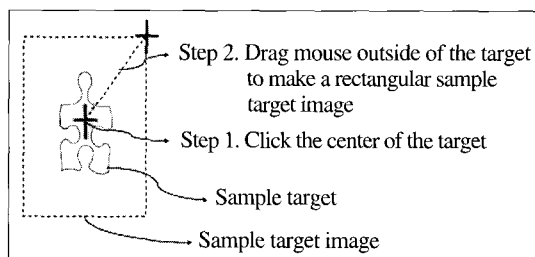 Step 2. Drag mouse outside of the target
to make a rectangular sample
target image
Step 1. Click the center of the target
Sample target
Sample target image